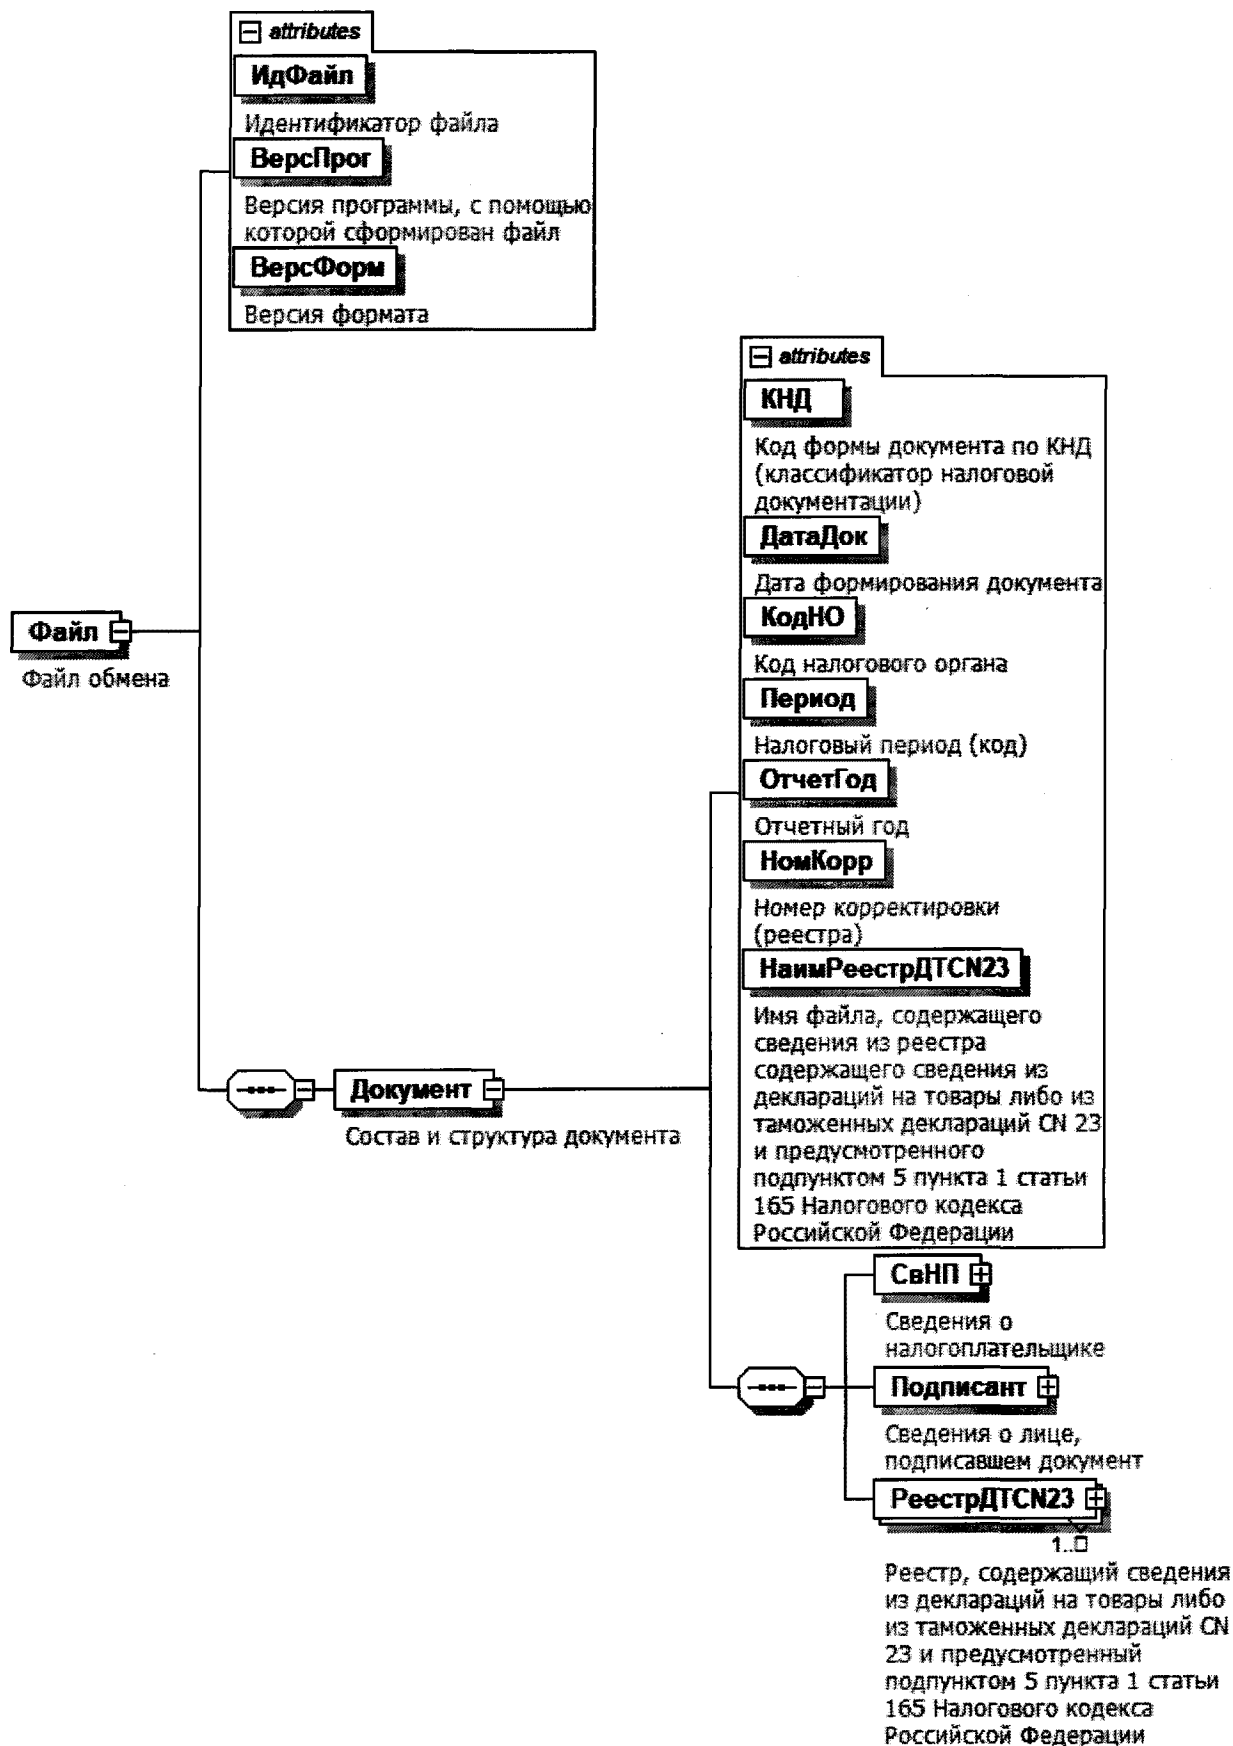 attributes
ИдФайл
Идентификатор файла
ВерсПрог
Версия программы, с помощью
которой сформирован файл
ВерсФорм
Версия формата
attributes
КНД
Код формы документа по КНД
(классификатор налоговой
документации)
ДатаДок
Дата формирования документа
КодНО
Код налогового органа
Период
Налоговый период (код)
ОтчетГод
Отчетный год
НомКорр
Номер корректировки
(реестра)
НаимРеестрДТCN23
Имя файла, содержащего
сведения из реестра
содержащего сведения из
деклараций на товары либо из
таможенных деклараций CN 23
и предусмотренного
подпунктом 5 пункта 1 статьи
165 Налогового кодекса
Российской Федерации
Файл
Файл обмена
Документ
Состав и структура документа
СвНП
Сведения о
налогоплательщике
Подписант
Сведения о лице,
подписавшем документ
РеестрДТCN23
1..
Реестр, содержащий сведения
из деклараций на товары либо
из таможенных деклараций CN
23 и предусмотренный
подпунктом 5 пункта 1 статьи
165 Налогового кодекса
Российской Федерации